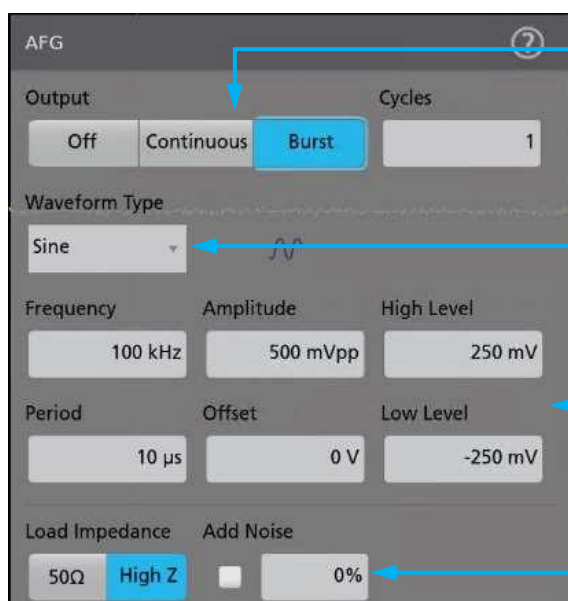 AFG ?
Output Cycles
Off Continuous Burst 1
Waveform Type
Sine
Frequency Amplitude High Level
100 kHz 500 mVpp 250 mV
Period Offset Low Level
10 µs 0 V -250 mV
Load Impedance Add Noise
50Ω High Z 0%